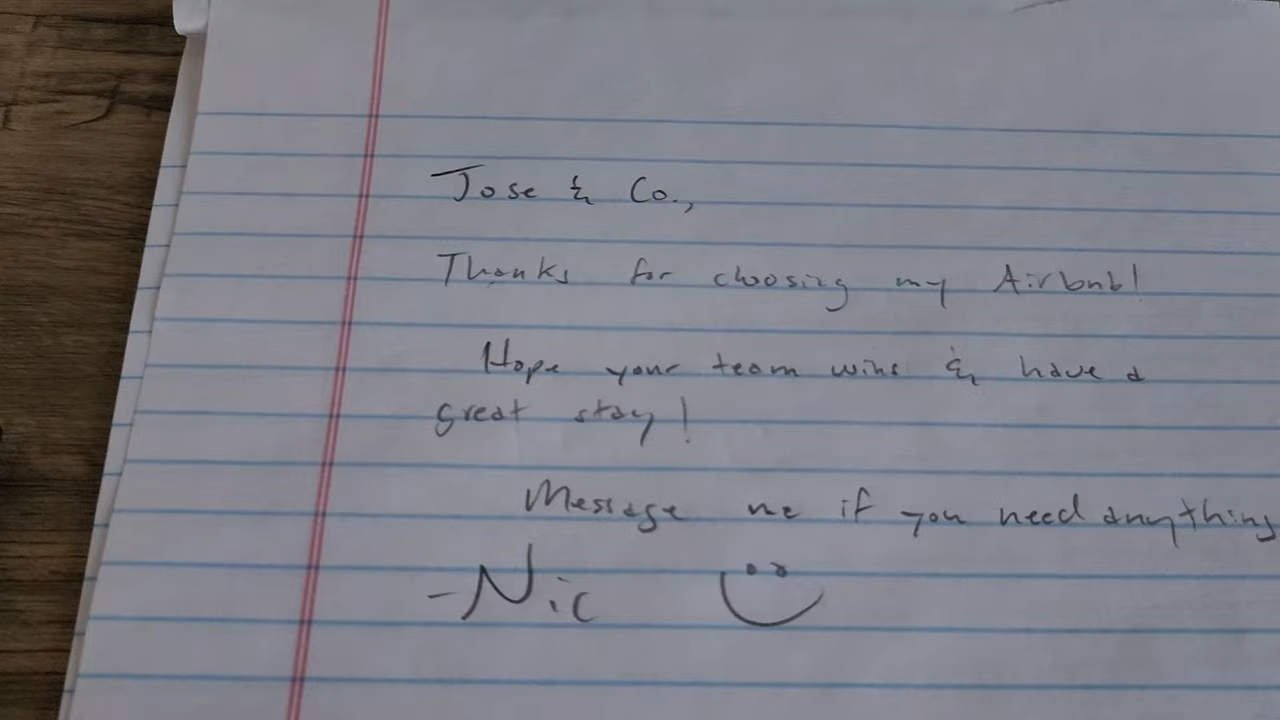 Jose & Co.,
Thanks for choosing my Airbnb!
Hope your team wins & have a
great stay!
Message me if you need anything
-Nic